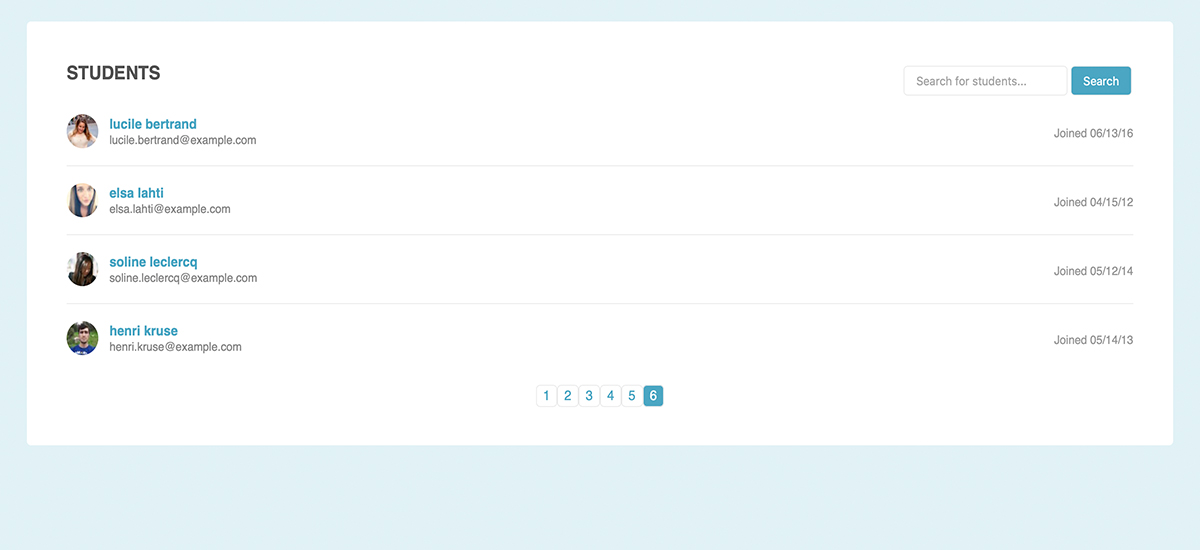 STUDENTS
Search for students...
Search
lucile bertrand
lucile.bertrand@example.com
Joined 06/13/16
elsa lahti
elsa.lahti@example.com
Joined 04/15/12
soline leclercq
soline.leclercq@example.com
Joined 05/12/14
henri kruse
henri.kruse@example.com
Joined 05/14/13
1 2 3 4 5 6